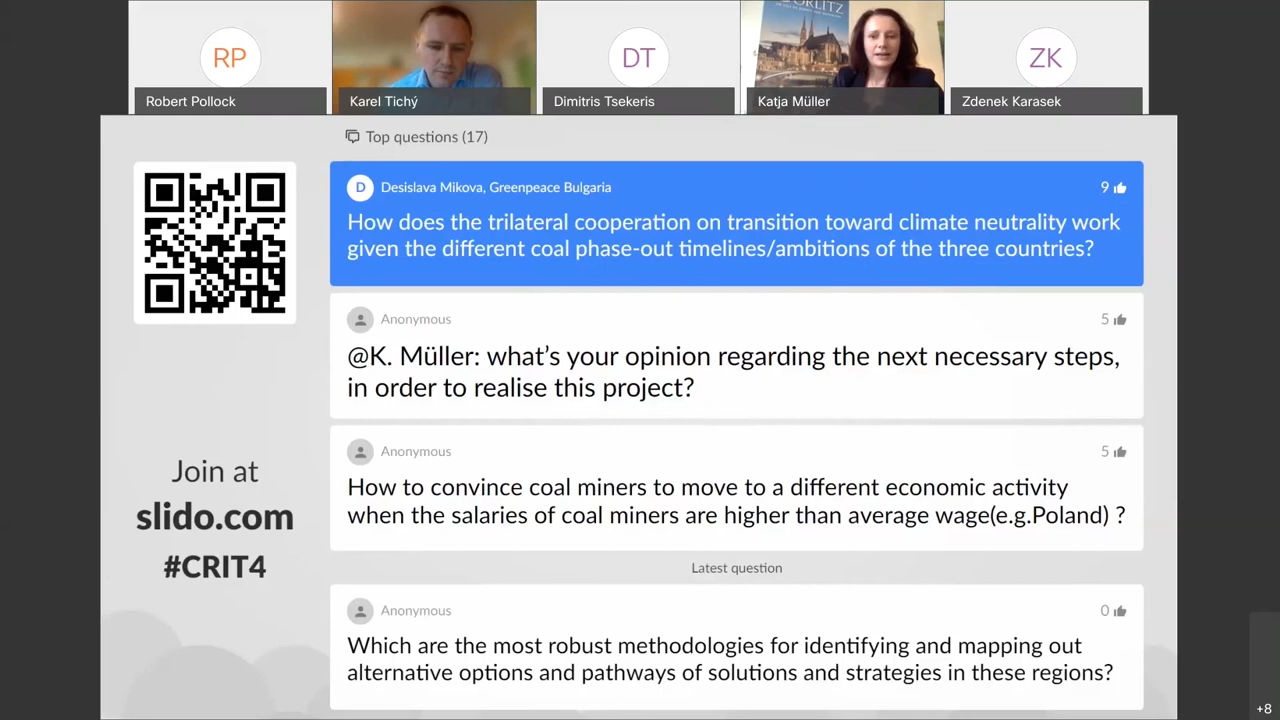 RP
DT
ZK
Robert Pollock
Karel Tichý
Dimitris Tsekeris
Katja Müller
Zdenek Karasek
Top questions (17)
D
Desislava Mikova, Greenpeace Bulgaria
9
How does the trilateral cooperation on transition toward climate neutrality work
given the different coal phase-out timelines/ambitions of the three countries?
Anonymous
5
@K. Müller: what's your opinion regarding the next necessary steps,
in order to realise this project?
Anonymous
5
How to convince coal miners to move to a different economic activity
when the salaries of coal miners are higher than average wage(e.g.Poland) ?
Join at
slido.com
#CRIT4
Latest question
Anonymous
0
Which are the most robust methodologies for identifying and mapping out
alternative options and pathways of solutions and strategies in these regions?
+8